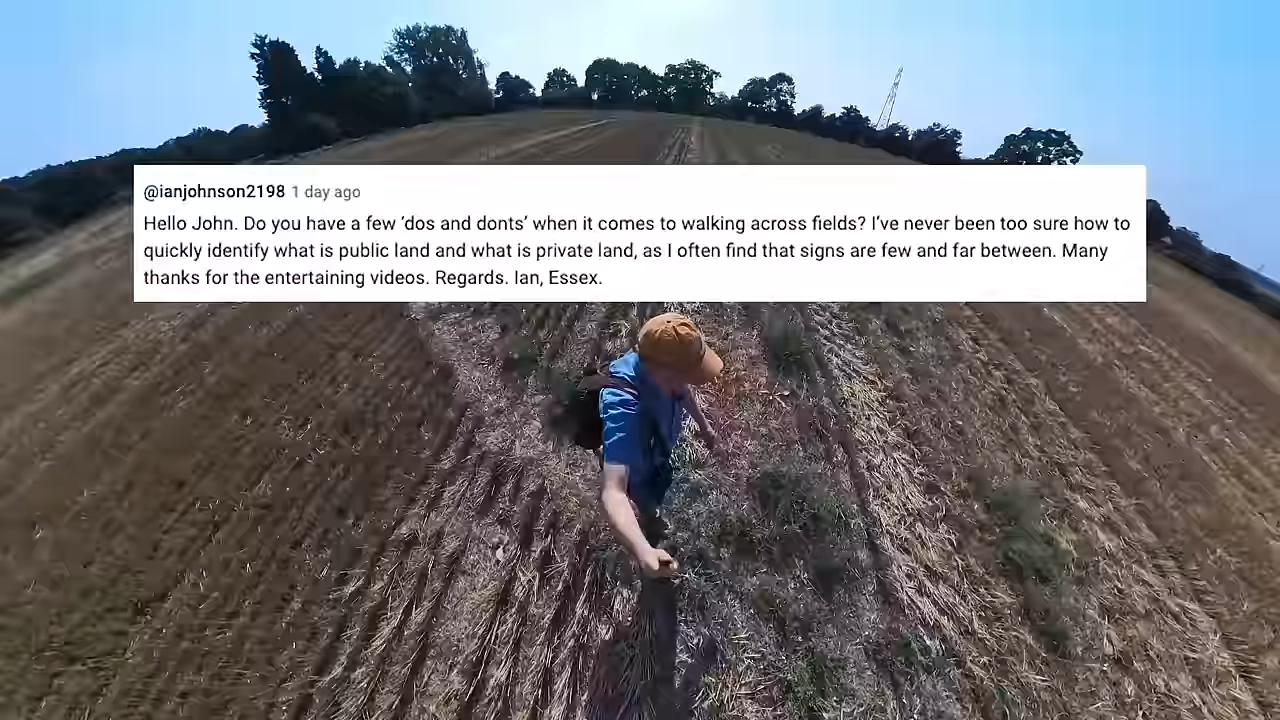 @ianjohnson2198 1 day ago
Hello John. Do you have a few ‘dos and donts’ when it comes to walking across fields? I’ve never been too sure how to
quickly identify what is public land and what is private land, as I often find that signs are few and far between. Many
thanks for the entertaining videos. Regards. Ian, Essex.